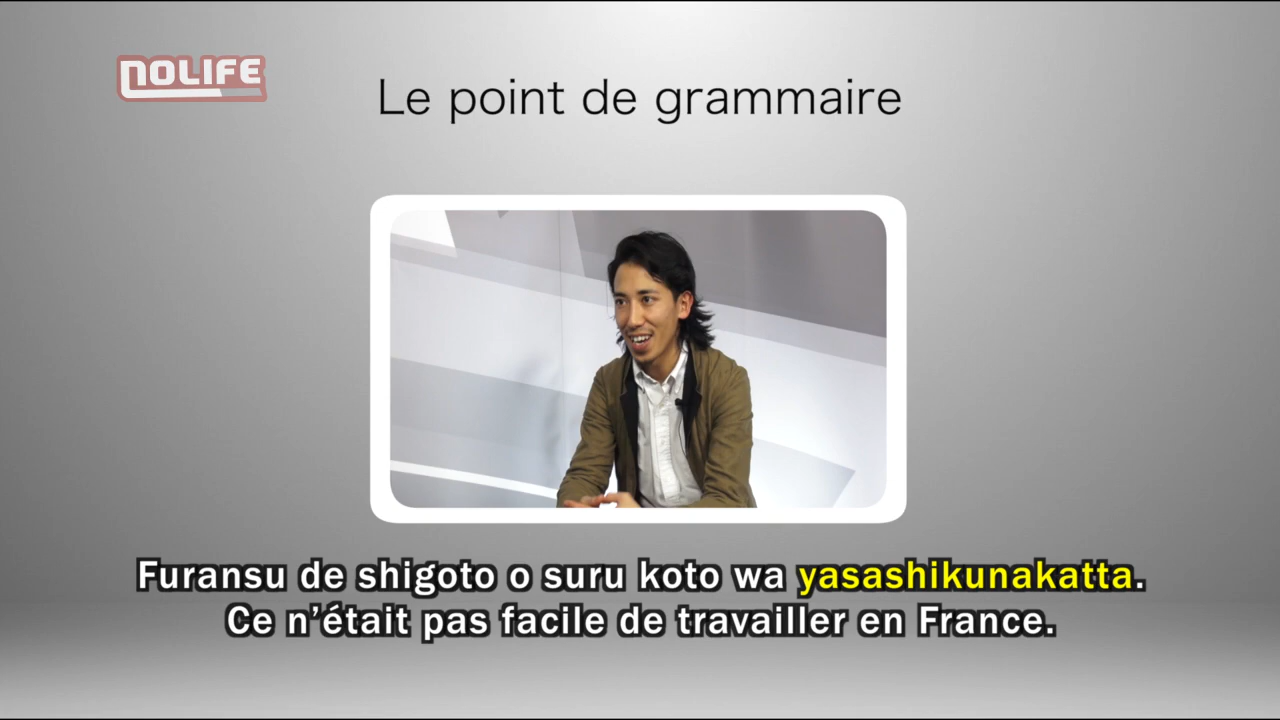 NOLIFE
Le point de grammaire
Furansu de shigoto o suru koto wa yasashikunakatta.
Ce n’était pas facile de travailler en France.